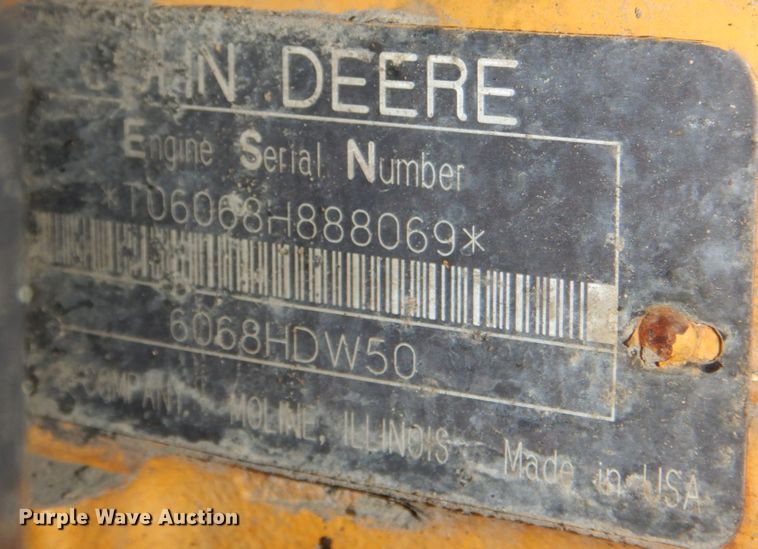 JOHN DEERE
Engine Serial Number
*T06068H888069*
6068HDW50
COMPANY MOLINE, ILLINOIS Made in USA
Purple Wave Auction